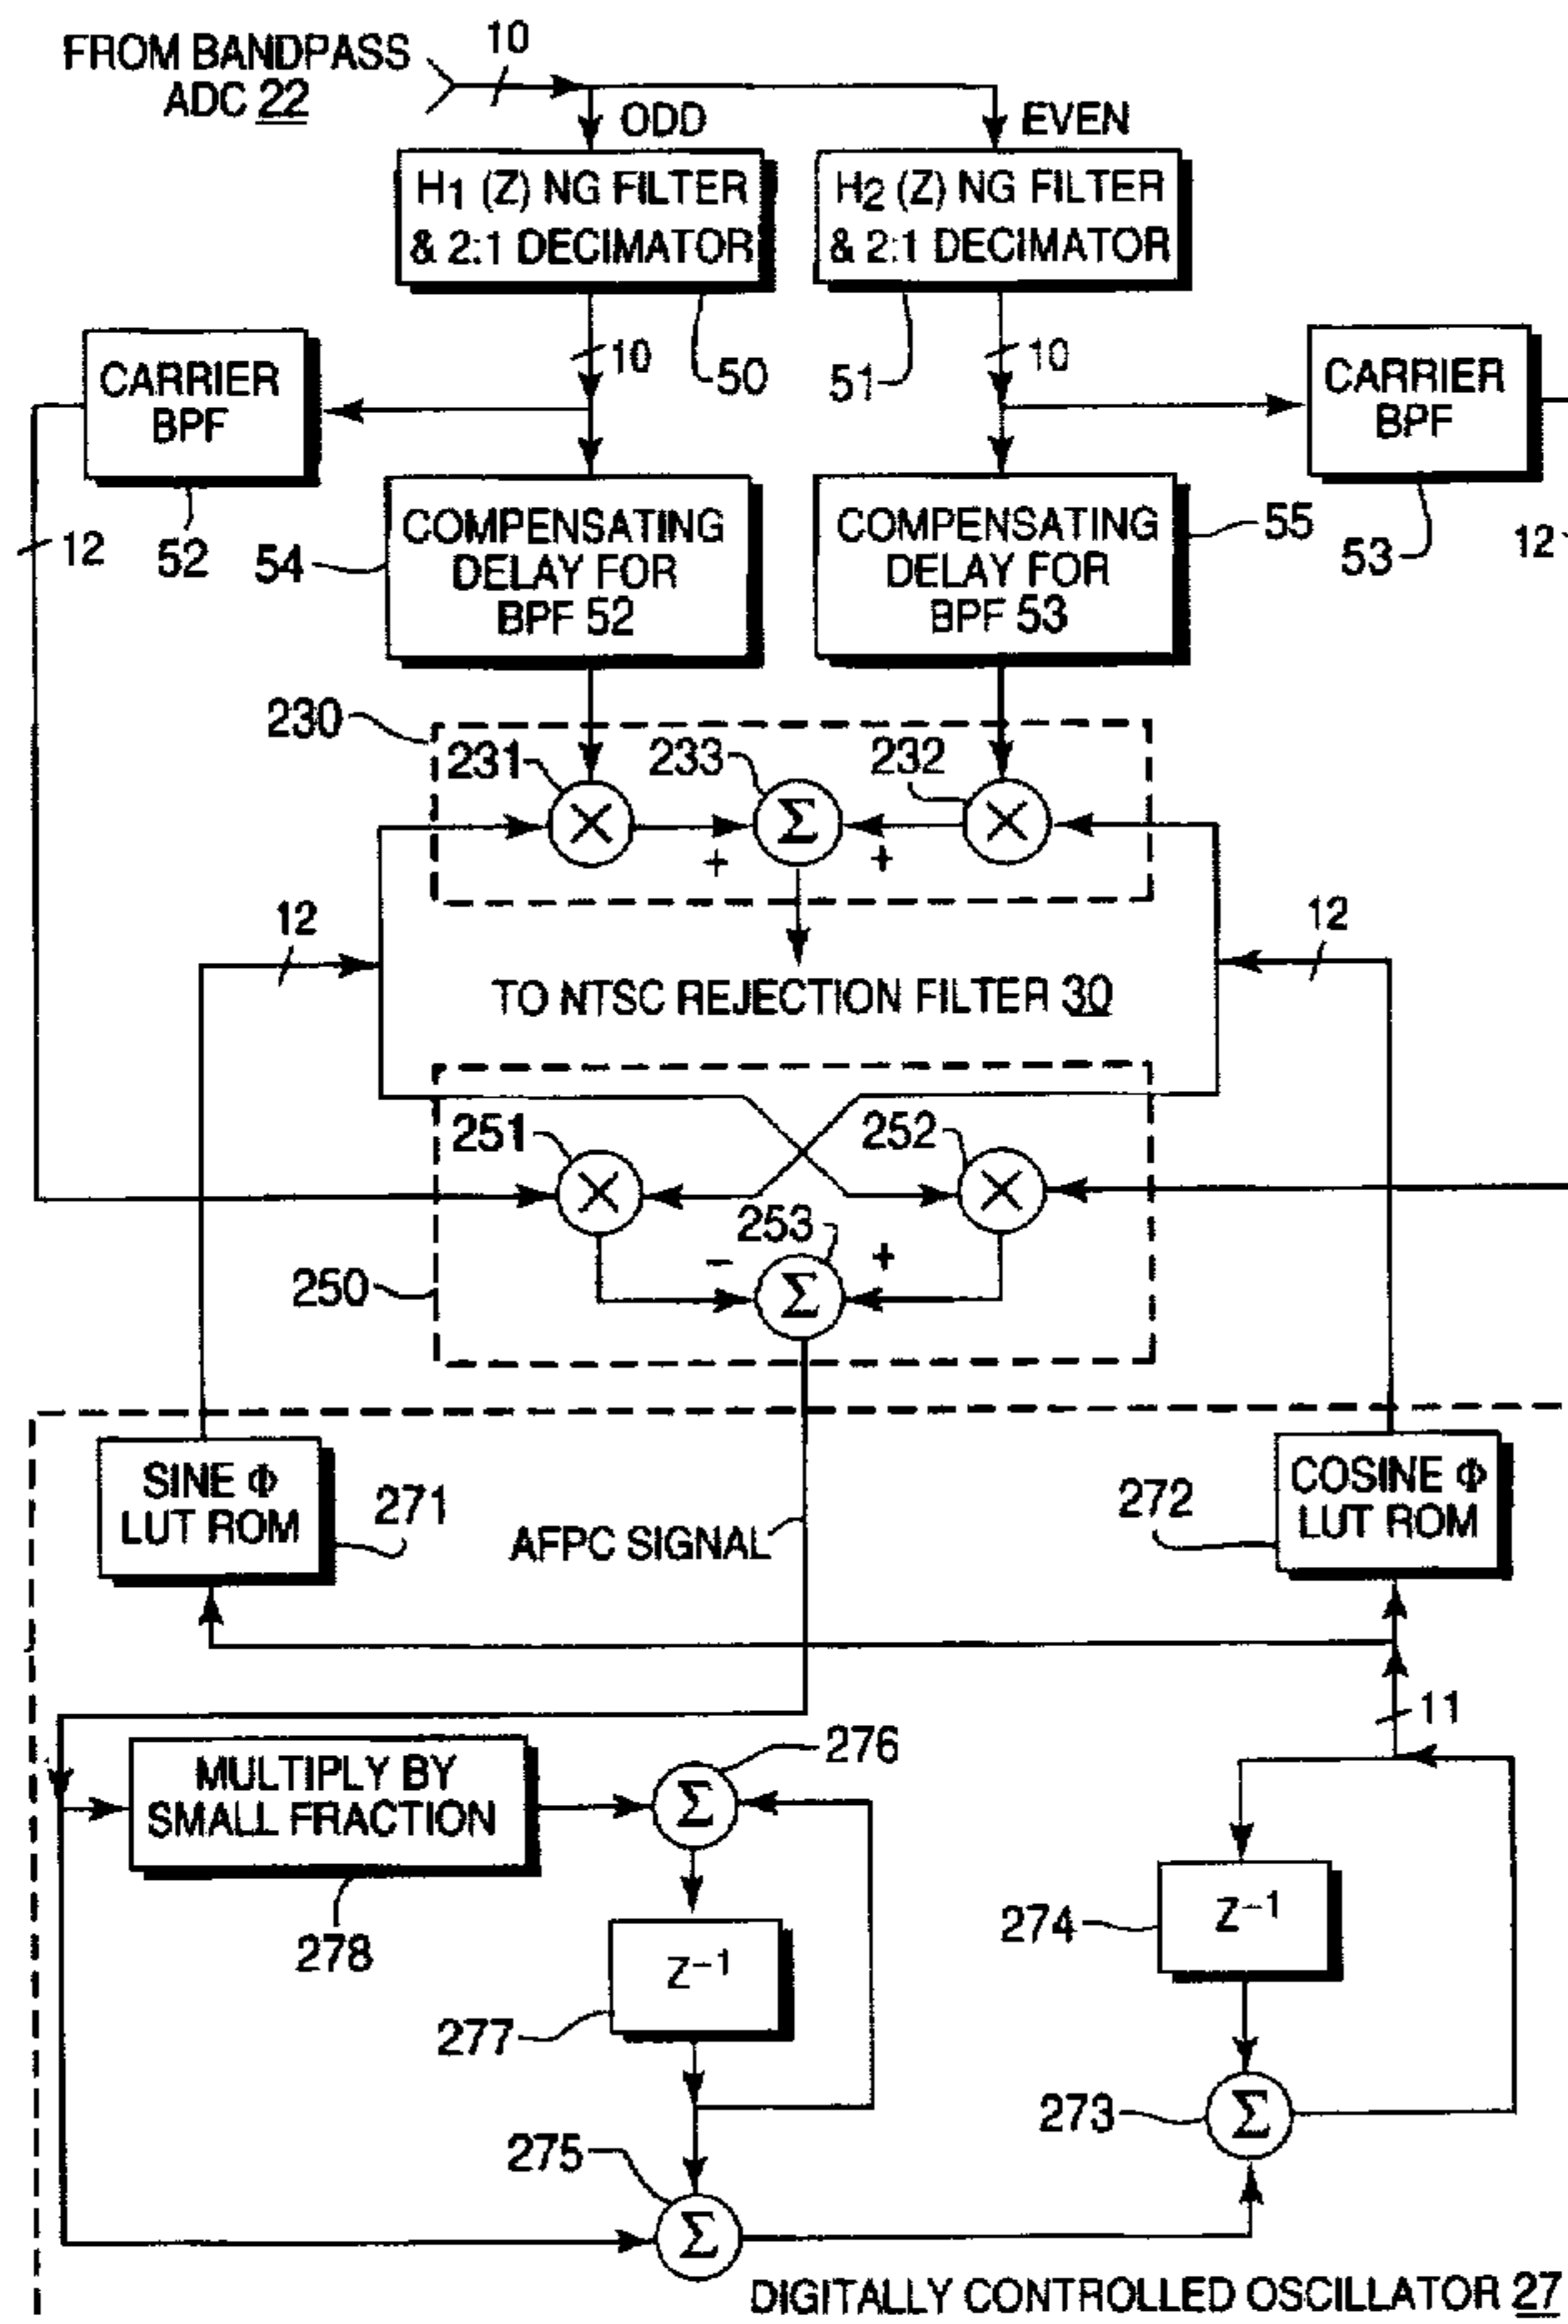 FROM BANDPASS
ADC 22
10
ODD
EVEN
H1 (Z) NG FILTER
& 2:1 DECIMATOR
H2 (Z) NG FILTER
& 2:1 DECIMATOR
CARRIER
BPF
10
50
51
10
CARRIER
BPF
12
52
54
COMPENSATING
DELAY FOR
BPF 52
COMPENSATING
DELAY FOR
BPF 53
55
53
12
230
231
233
232
×
Σ
×
+
+
12
12
TO NTSC REJECTION FILTER 30
251
252
×
×
253
−
+
Σ
250
SINE Φ
LUT ROM
271
AFPC SIGNAL
272
COSINE Φ
LUT ROM
11
MULTIPLY BY
SMALL FRACTION
276
Σ
278
Z−1
277
274
Z−1
273
Σ
275
Σ
DIGITALLY CONTROLLED OSCILLATOR 27